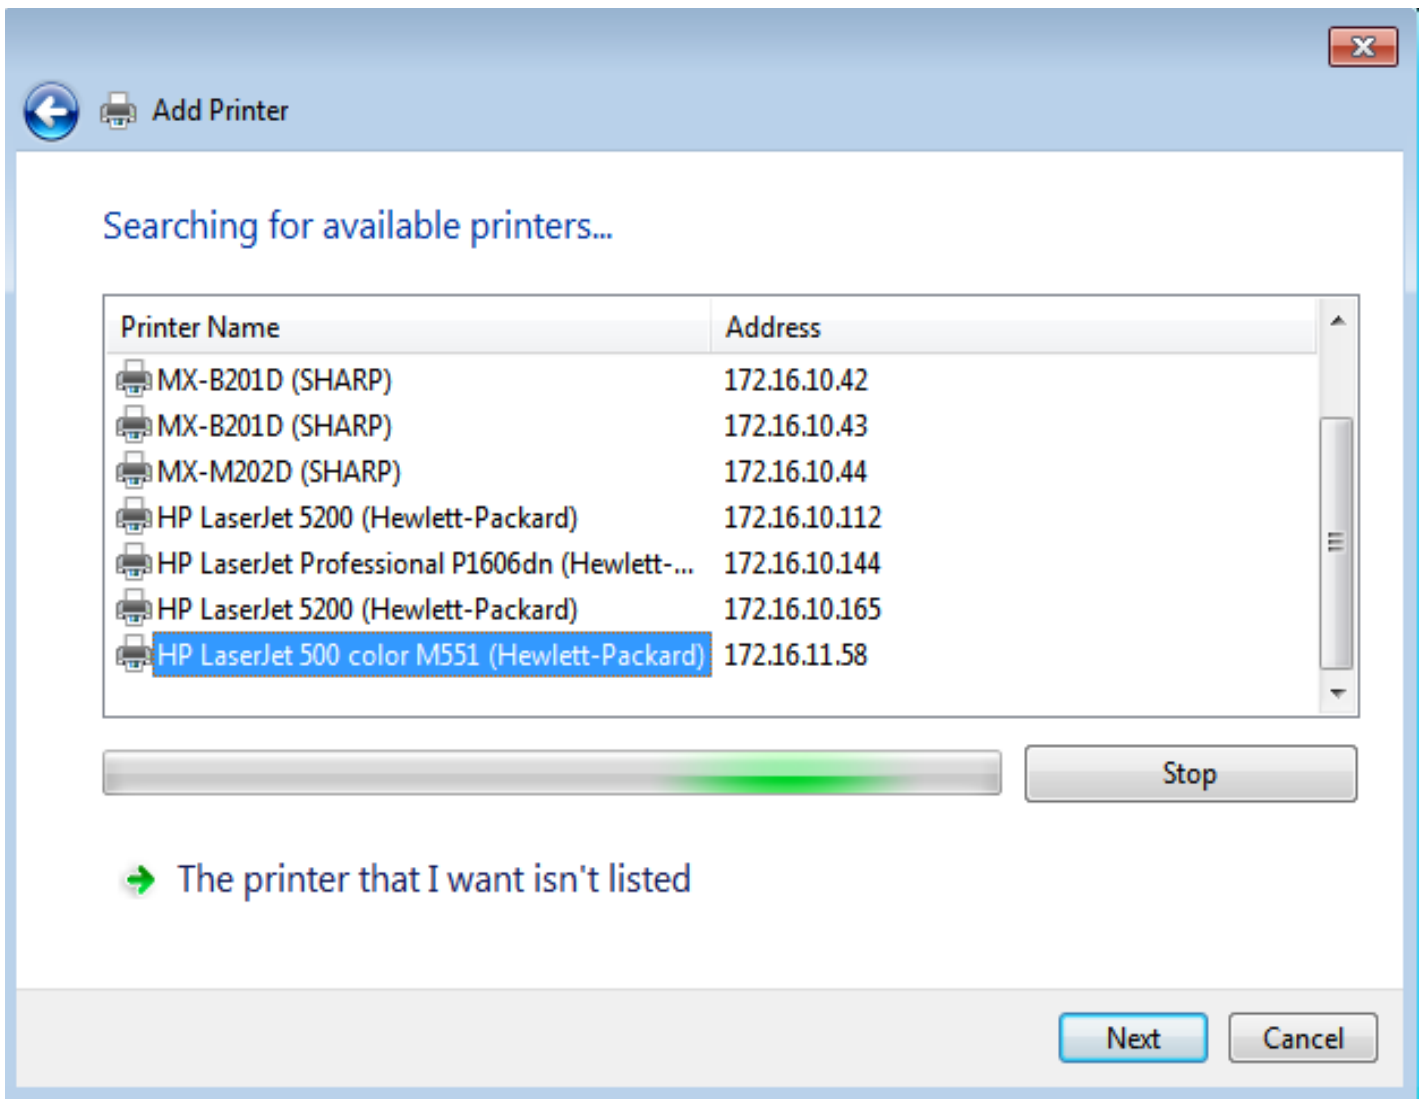 Add Printer
Searching for available printers...
Printer Name Address
MX-B201D (SHARP) 172.16.10.42
MX-B201D (SHARP) 172.16.10.43
MX-M202D (SHARP) 172.16.10.44
HP LaserJet 5200 (Hewlett-Packard) 172.16.10.112
HP LaserJet Professional P1606dn (Hewlett-... 172.16.10.144
HP LaserJet 5200 (Hewlett-Packard) 172.16.10.165
HP LaserJet 500 color M551 (Hewlett-Packard) 172.16.11.58
Stop
The printer that I want isn't listed
Next Cancel